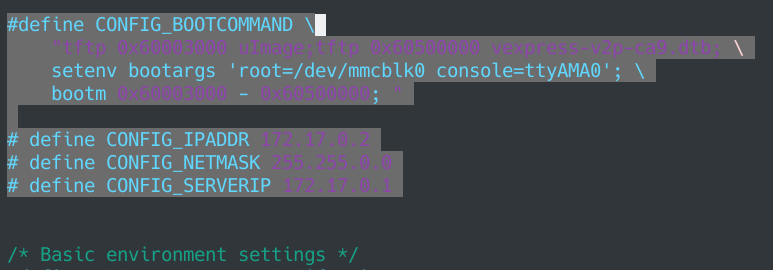 #define CONFIG_BOOTCOMMAND \
"tftp 0x60003000 uImage;tftp 0x60500000 vexpress-v2p-ca9.dtb; \
setenv bootargs 'root=/dev/mmcblk0 console=ttyAMA0'; \
bootm 0x60003000 - 0x60500000; "
# define CONFIG_IPADDR 172.17.0.2
# define CONFIG_NETMASK 255.255.0.0
# define CONFIG_SERVERIP 172.17.0.1
/* Basic environment settings */